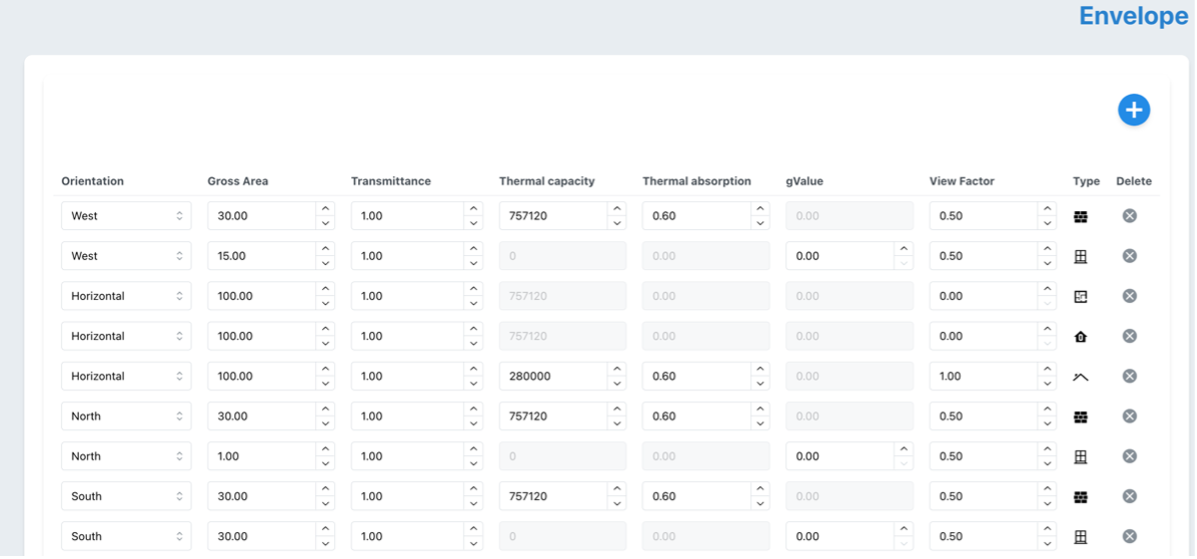 Envelope
Orientation Gross Area Transmittance Thermal capacity Thermal absorption gValue View Factor Type Delete
West 30.00 1.00 757120 0.60 0.00 0.50
West 15.00 1.00 0 0.00 0.00 0.50
Horizontal 100.00 1.00 757120 0.00 0.00 0.00
Horizontal 100.00 1.00 757120 0.00 0.00 0.00
Horizontal 100.00 1.00 280000 0.60 0.00 1.00
North 30.00 1.00 757120 0.60 0.00 0.50
North 1.00 1.00 0 0.00 0.00 0.50
South 30.00 1.00 757120 0.60 0.00 0.50
South 30.00 1.00 0 0.00 0.00 0.50